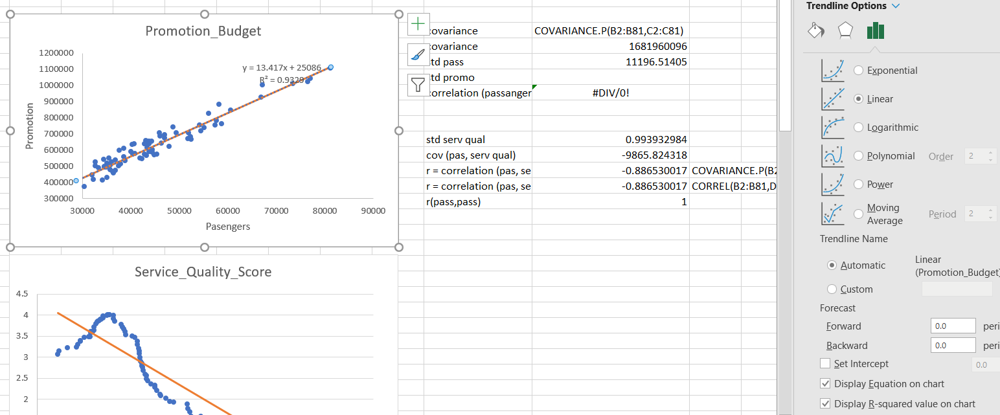 Promotion_Budget
1200000
1100000
1000000
900000
800000
700000
600000
500000
400000
300000
Promotion
y = 13.417x + 25086
R² = 0.9329
30000 40000 50000 60000 70000 80000 90000
Pasengers
Service_Quality_Score
4.5
4
3.5
3
2.5
2
covariance COVARIANCE.P(B2:B81,C2:C81)
covariance 1681960096
std pass 11196.51405
std promo
correlation (passanger #DIV/0!
std serv qual 0.993932984
cov (pas, serv qual) -9865.824318
r = correlation (pas, se -0.886530017 COVARIANCE.P(B2
r = correlation (pas, se -0.886530017 CORREL(B2:B81,D
r(pass,pass) 1
Trendline Options
Exponential
Linear
Logarithmic
Polynomial Order 2
Power
Moving
Average Period 2
Trendline Name
Automatic Linear
(Promotion_Budget)
Custom
Forecast
Forward 0.0 peri
Backward 0.0 peri
Set Intercept 0.0
Display Equation on chart
Display R-squared value on chart